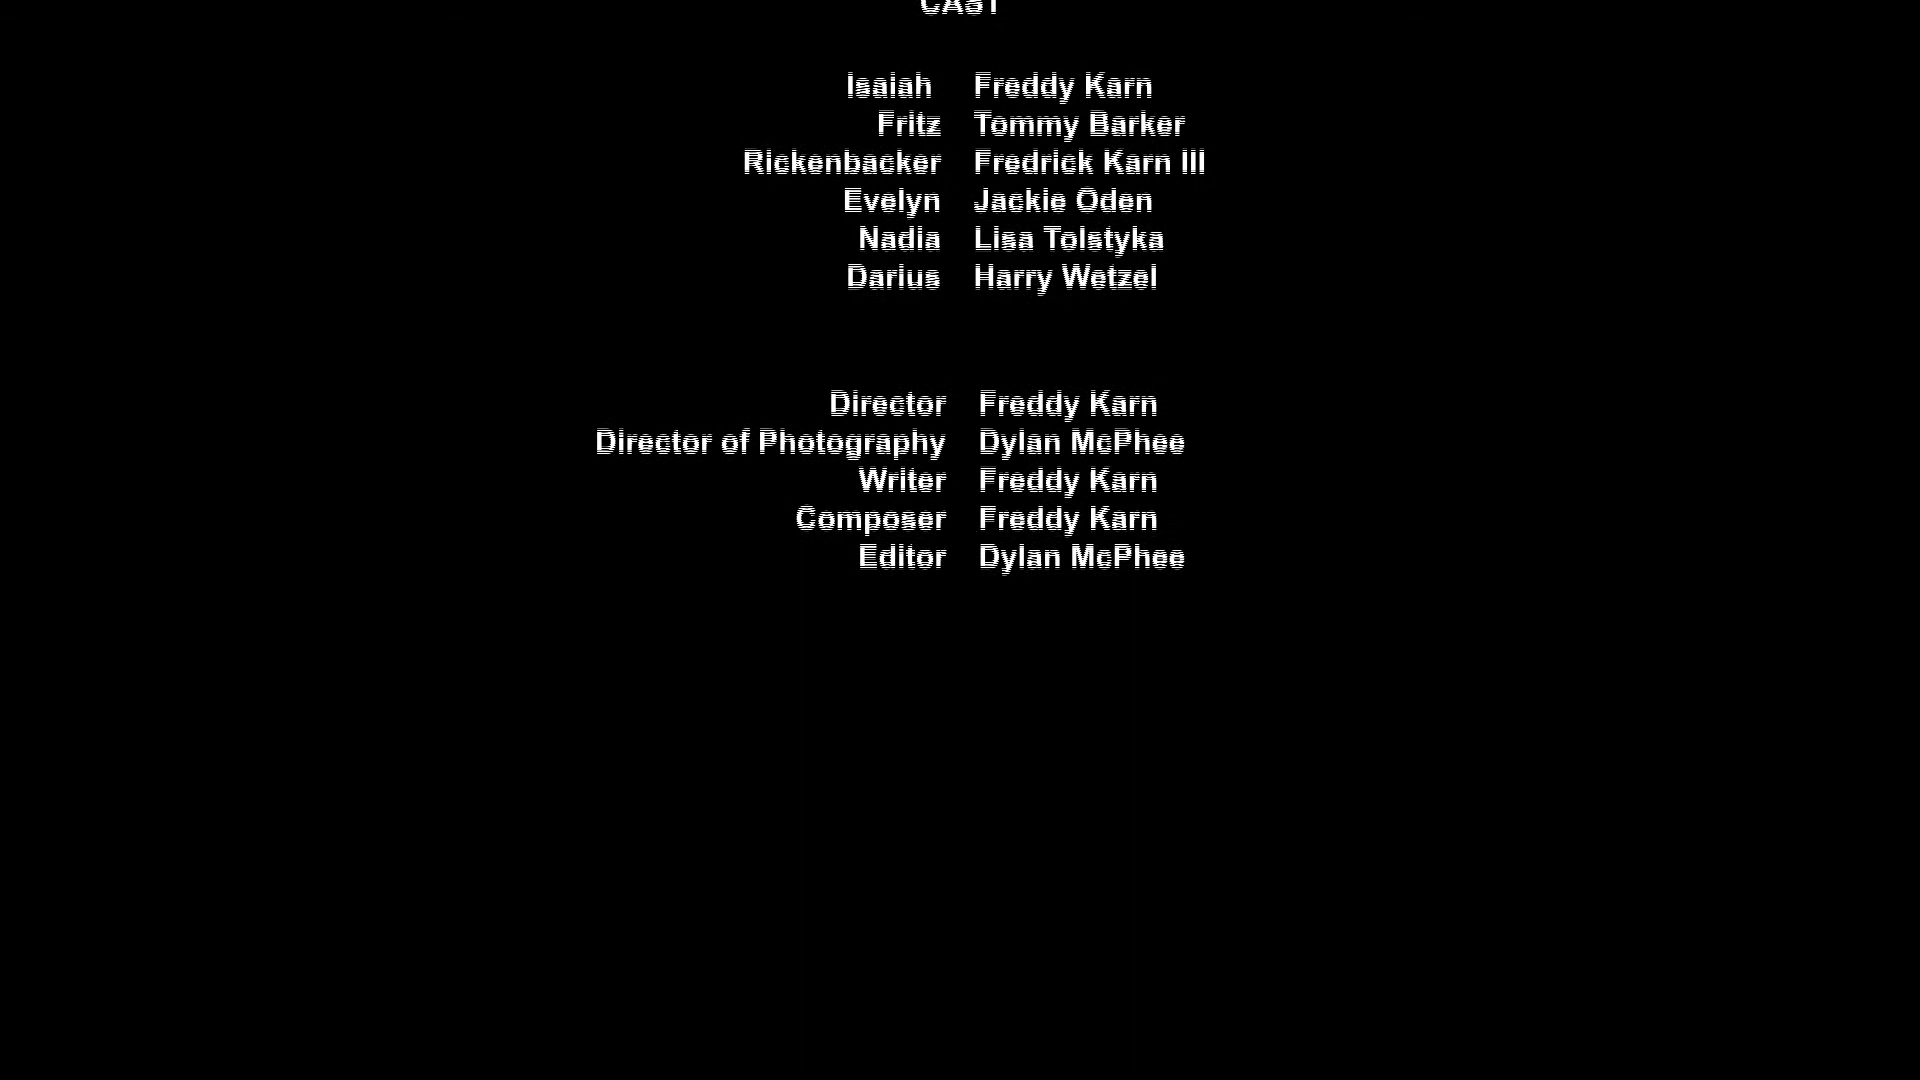 CAST
Isaiah Freddy Karn
Fritz Tommy Barker
Rickenbacker Fredrick Karn III
Evelyn Jackie Oden
Nadia Lisa Tolstyka
Darius Harry Wetzel
Director Freddy Karn
Director of Photography Dylan McPhee
Writer Freddy Karn
Composer Freddy Karn
Editor Dylan McPhee